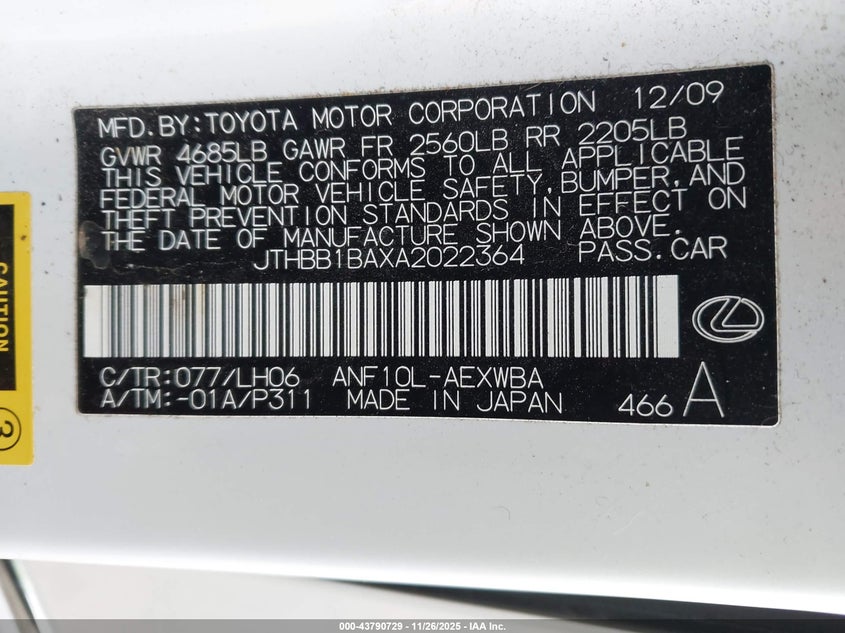 MFD.BY:TOYOTA MOTOR CORPORATION 12/09
GVWR 4685LB GAWR FR 2560LB RR 2205LB
THIS VEHICLE CONFORMS TO ALL APPLICABLE
FEDERAL MOTOR VEHICLE SAFETY,BUMPER,AND
THEFT PREVENTION STANDARDS IN EFFECT ON
THE DATE OF MANUFACTURE SHOWN ABOVE.
JTHBB1BAXA2022364 PASS.CAR
C/TR:077/LH06 ANF10L-AEXWBA
A/TM:-01A/P311 MADE IN JAPAN 466 A
CAUTION
3
000-43790729 - 11/26/2025 - IAA Inc.